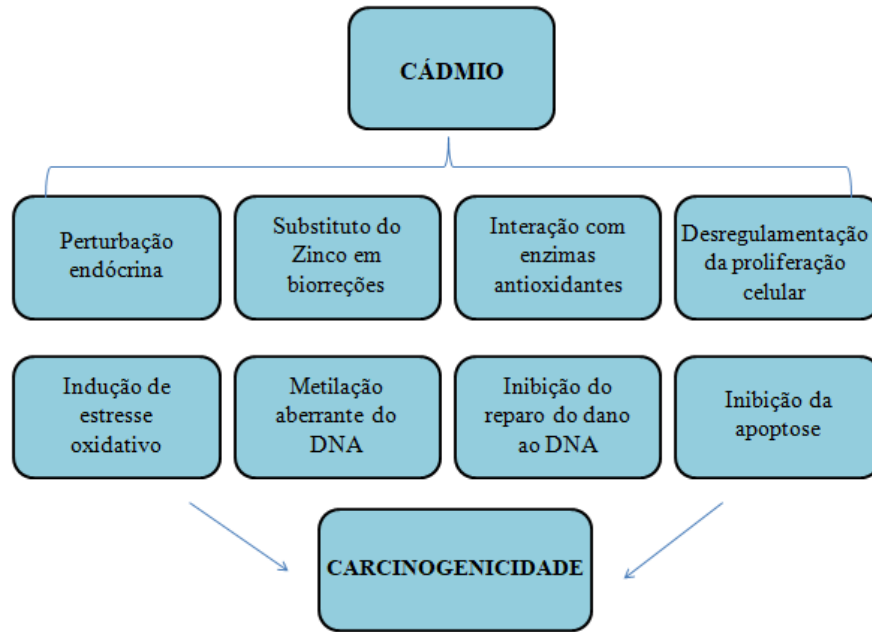 CÁDMIO
Perturbação
endócrina
Substituto do
Zinco em
biorreções
Interação com
enzimas
antioxidantes
Desregulamentação
da proliferação
celular
Indução de
estresse
oxidativo
Metilação
aberrante do
DNA
Inibição do
reparo do dano
ao DNA
Inibição da
apoptose
CARCINOGENICIDADE